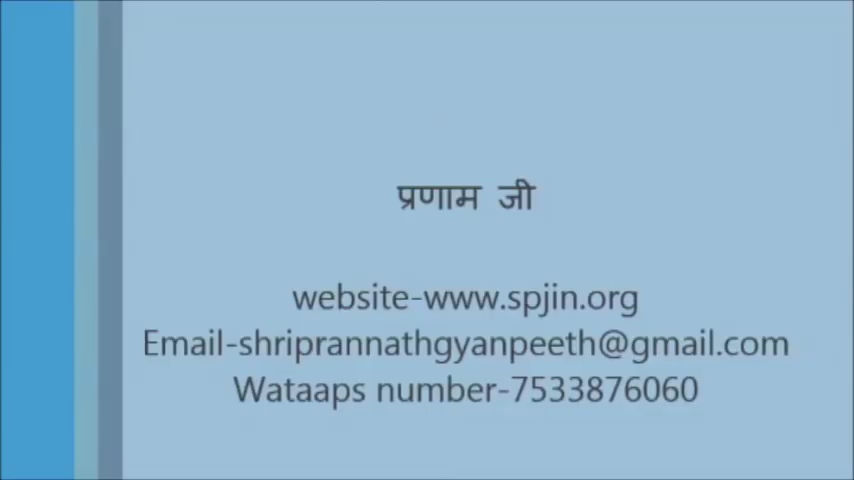 प्रणाम जी
website-www.spjin.org
Email-shriprannathgyanpeeth@gmail.com
Wataaps number-7533876060